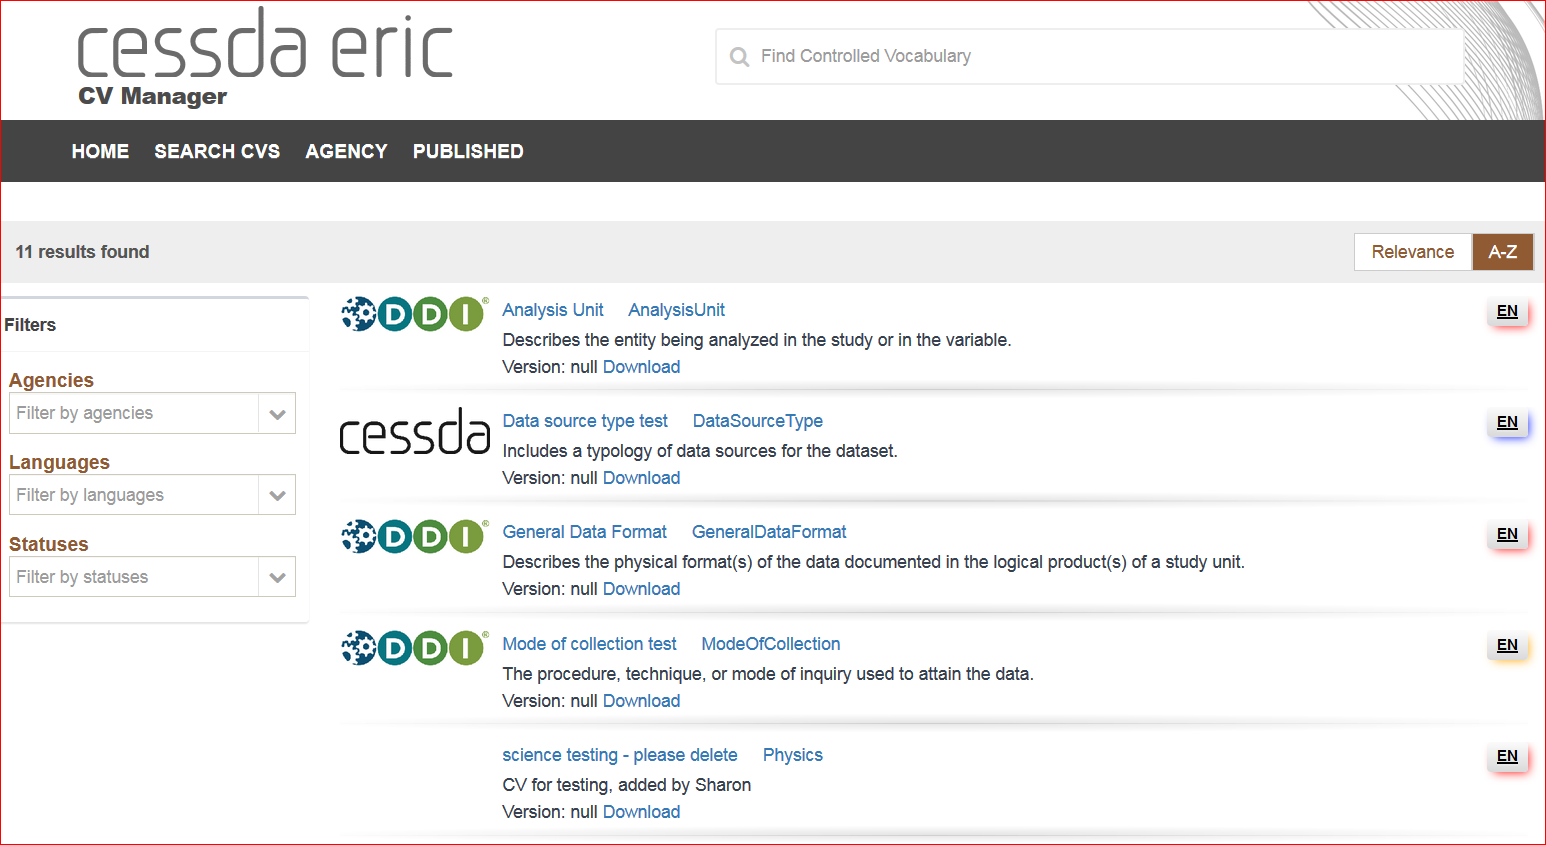 cessda eric
CV Manager
Find Controlled Vocabulary
HOME SEARCH CVS AGENCY PUBLISHED
11 results found
Relevance A-Z
Filters
Agencies
Filter by agencies
Languages
Filter by languages
Statuses
Filter by statuses
DDI® Analysis Unit AnalysisUnit EN
Describes the entity being analyzed in the study or in the variable.
Version: null Download
cessda Data source type test DataSourceType EN
Includes a typology of data sources for the dataset.
Version: null Download
DDI® General Data Format GeneralDataFormat EN
Describes the physical format(s) of the data documented in the logical product(s) of a study unit.
Version: null Download
DDI® Mode of collection test ModeOfCollection EN
The procedure, technique, or mode of inquiry used to attain the data.
Version: null Download
science testing - please delete Physics EN
CV for testing, added by Sharon
Version: null Download